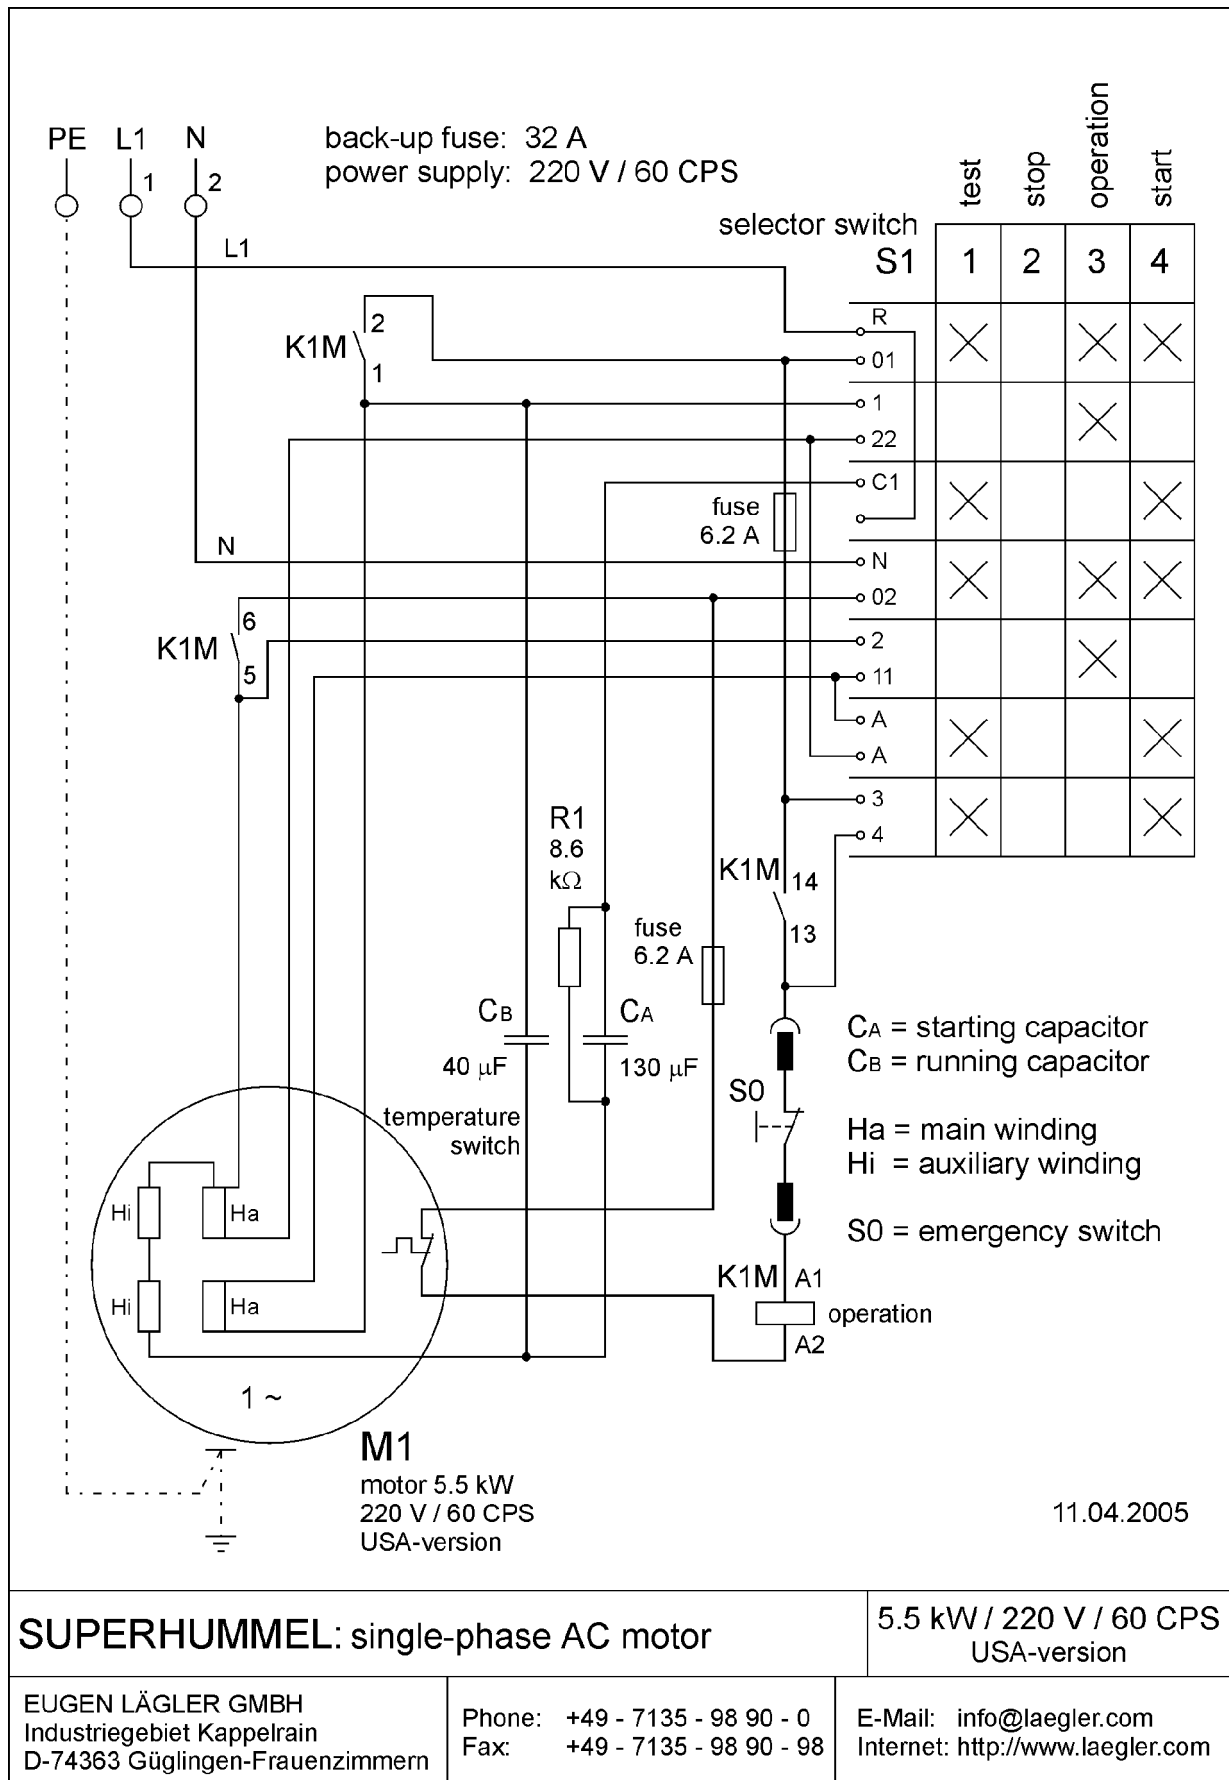 PE L1 N
1 2
back-up fuse: 32 A
power supply: 220 V / 60 CPS
test
stop
operation
start
selector switch
S1 1 2 3 4
L1
R
01
K1M 2
1
1
22
C1
fuse
6.2 A
N
N
02
6
K1M
5
2
11
A
A
3
4
R1
8.6
kΩ
K1M 14
13
fuse
6.2 A
CB
40 µF
CA
130 µF
CA = starting capacitor
CB = running capacitor
S0
temperature
switch
Ha = main winding
Hi = auxiliary winding
Hi Ha
S0 = emergency switch
K1M A1
Hi Ha
operation
A2
1 ~
M1
motor 5.5 kW
220 V / 60 CPS
USA-version
11.04.2005
SUPERHUMMEL: single-phase AC motor
5.5 kW / 220 V / 60 CPS
USA-version
EUGEN LÄGLER GMBH
Industriegebiet Kappelrain
D-74363 Güglingen-Frauenzimmern
Phone: +49 - 7135 - 98 90 - 0
Fax: +49 - 7135 - 98 90 - 98
E-Mail: info@laegler.com
Internet: http://www.laegler.com